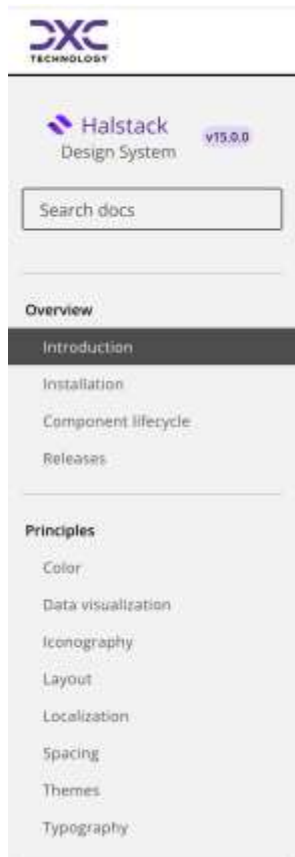 DXC
TECHNOLOGY
Halstack
Design System
v15.0.0
Search docs
Overview
Introduction
Installation
Component lifecycle
Releases
Principles
Color
Data visualization
Iconography
Layout
Localization
Spacing
Themes
Typography